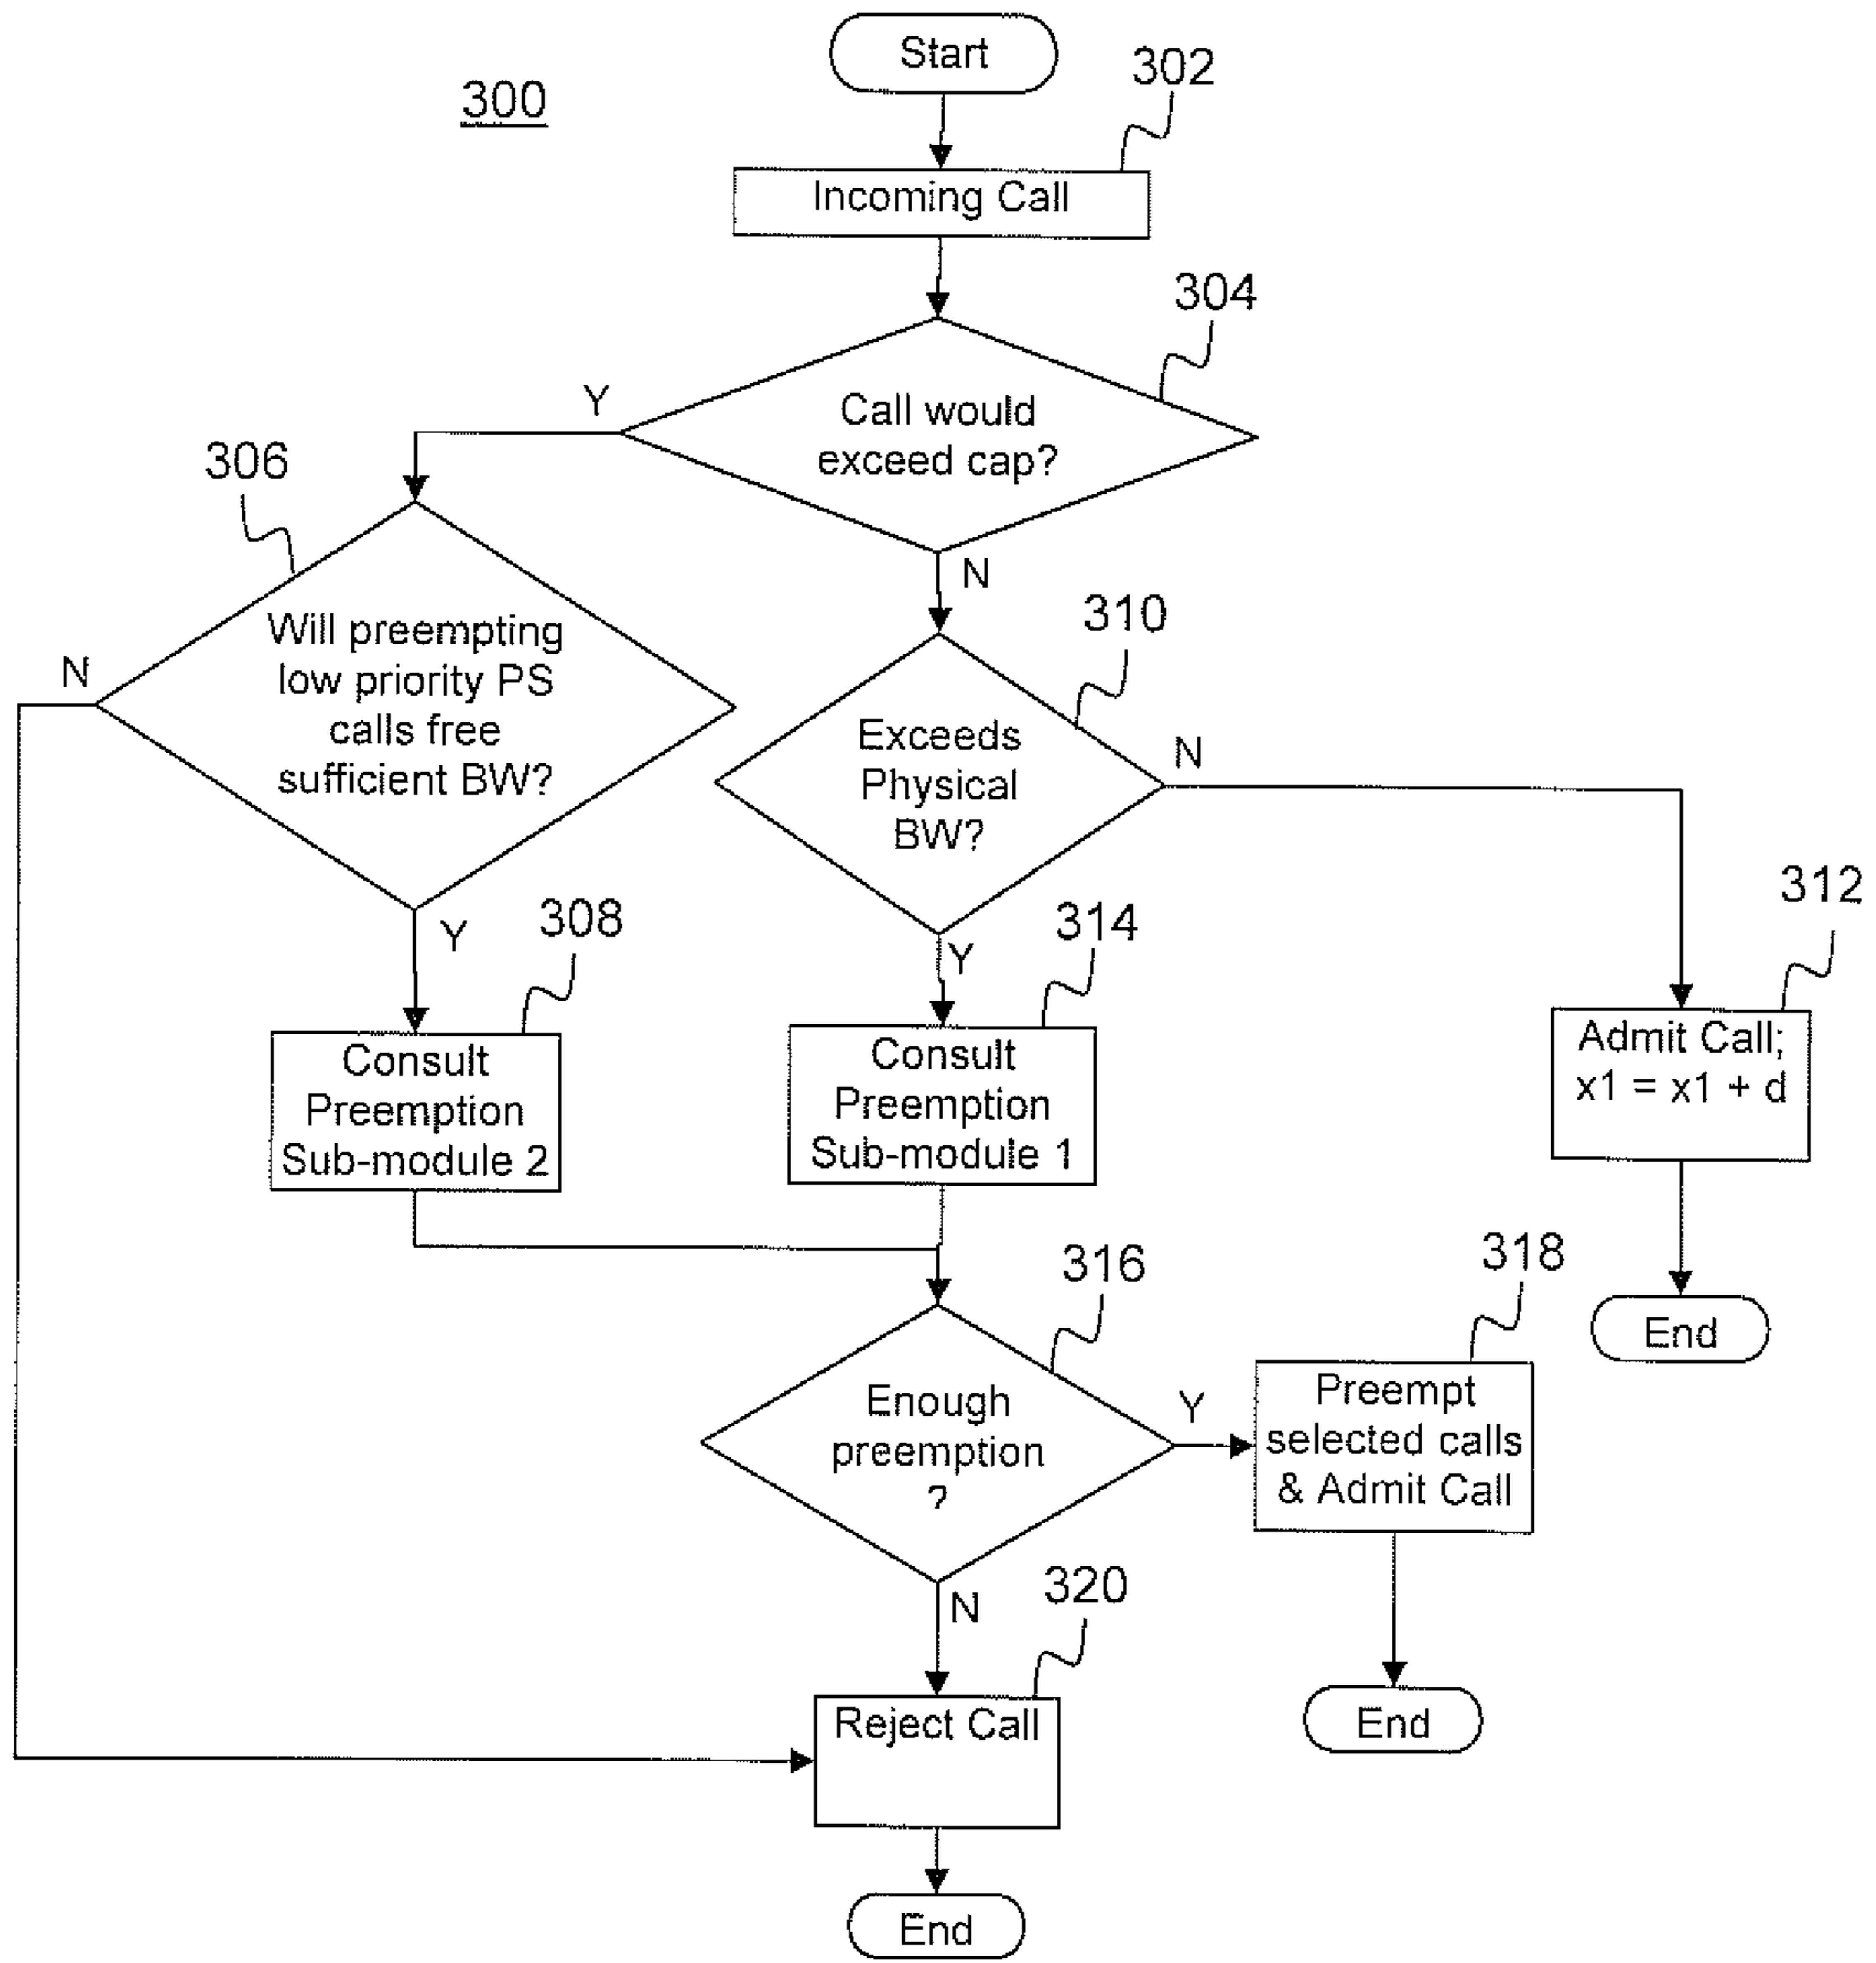 Start
302
300
Incoming Call
304
Y
Call would
exceed cap?
306
N
310
Will preempting
low priority PS
calls free
sufficient BW?
N
Exceeds
Physical
BW?
N
312
308
Y
314
Y
Consult
Preemption
Sub-module 2
Consult
Preemption
Sub-module 1
Admit Call;
x1 = x1 + d
316
318
End
Enough
preemption
?
Y
Preempt
selected calls
& Admit Call
320
N
Reject Call
End
End